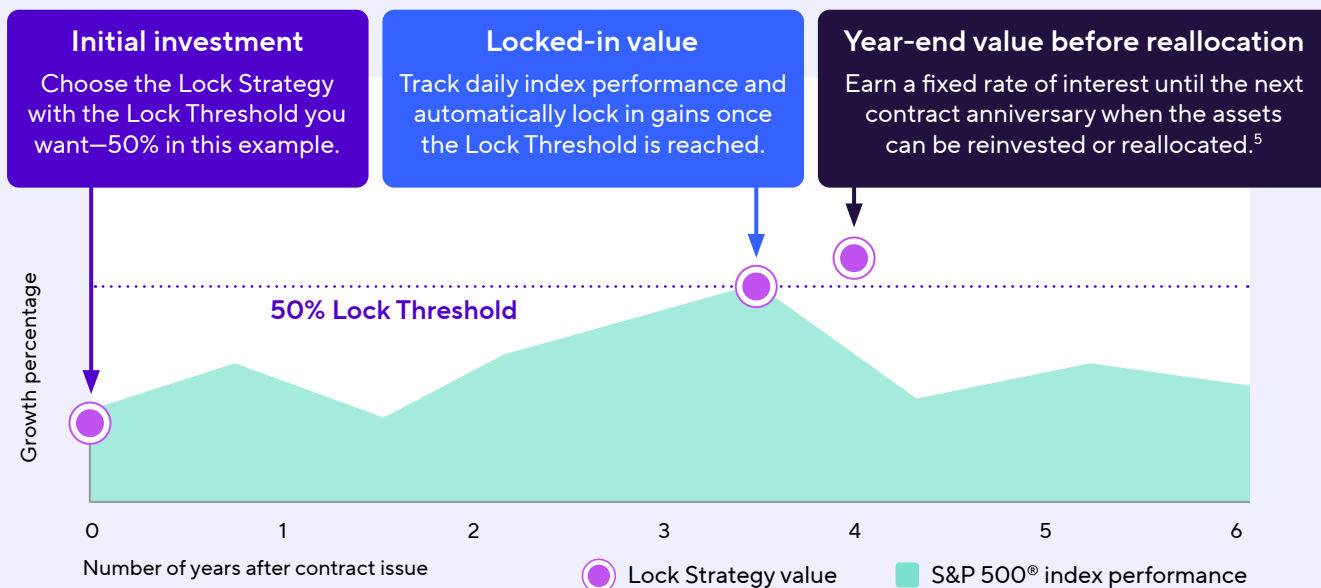 Initial investment
Choose the Lock Strategy
with the Lock Threshold you
want—50% in this example.
Locked-in value
Track daily index performance and
automatically lock in gains once
the Lock Threshold is reached.
Year-end value before reallocation
Earn a fixed rate of interest until the next
contract anniversary when the assets
can be reinvested or reallocated.⁵
50% Lock Threshold
Growth percentage
0 1 2 3 4 5 6
Number of years after contract issue
Lock Strategy value
S&P 500® index performance